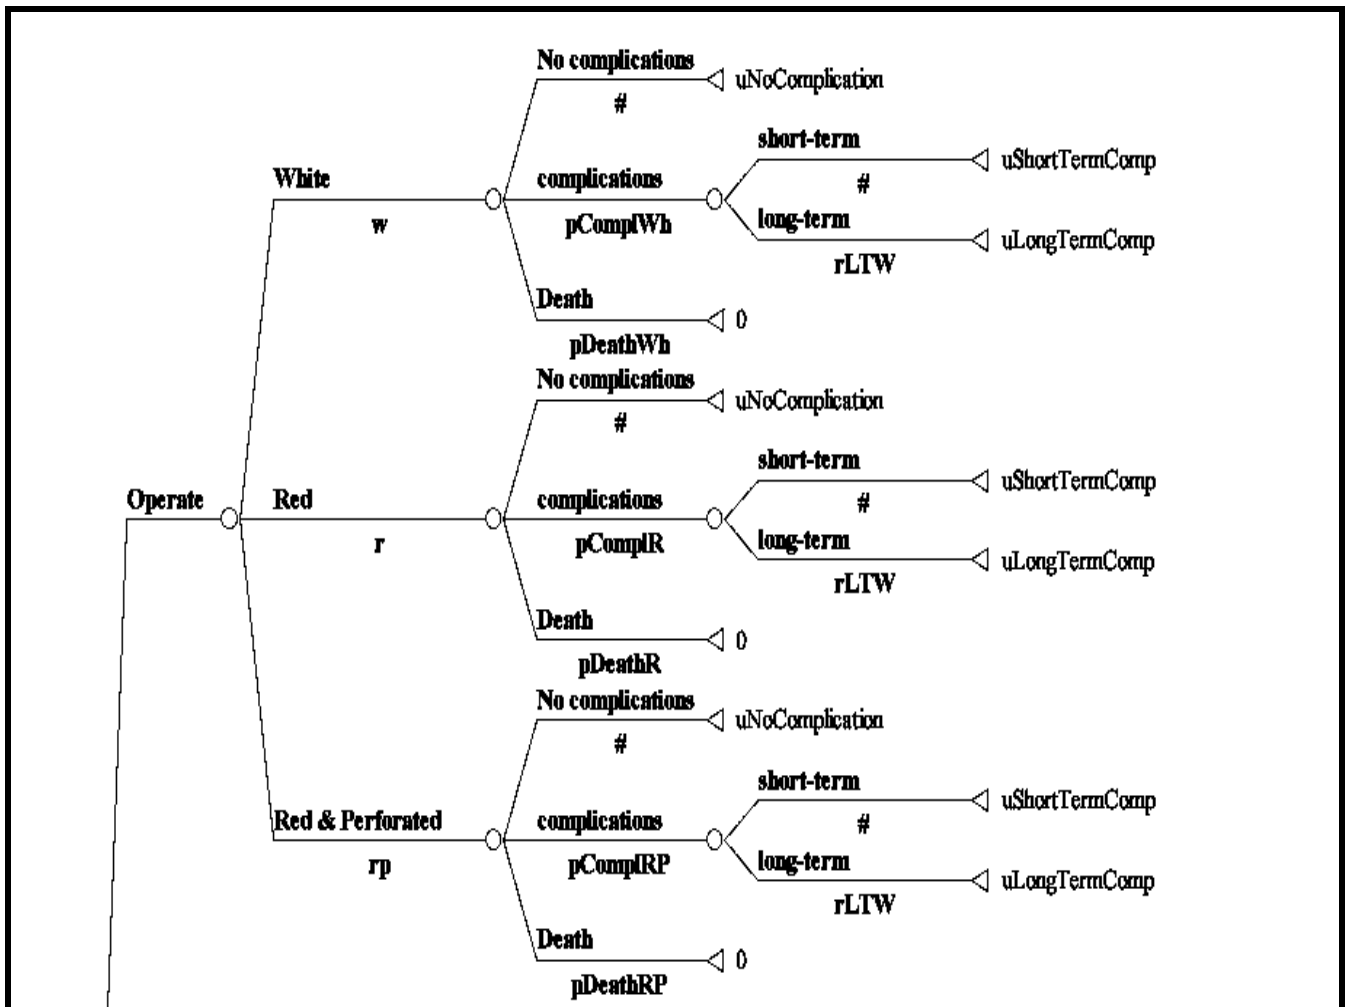 No complications
uNoComplication
#
short-term
uShortTermComp
White
complications
#
w
pComplWh
long-term
uLongTermComp
rLTW
Death
0
pDeathWh
No complications
uNoComplication
#
short-term
uShortTermComp
Operate
Red
complications
#
r
pComplR
long-term
uLongTermComp
rLTW
Death
0
pDeathR
No complications
uNoComplication
#
short-term
uShortTermComp
Red & Perforated
complications
#
rp
pComplRP
long-term
uLongTermComp
rLTW
Death
0
pDeathRP